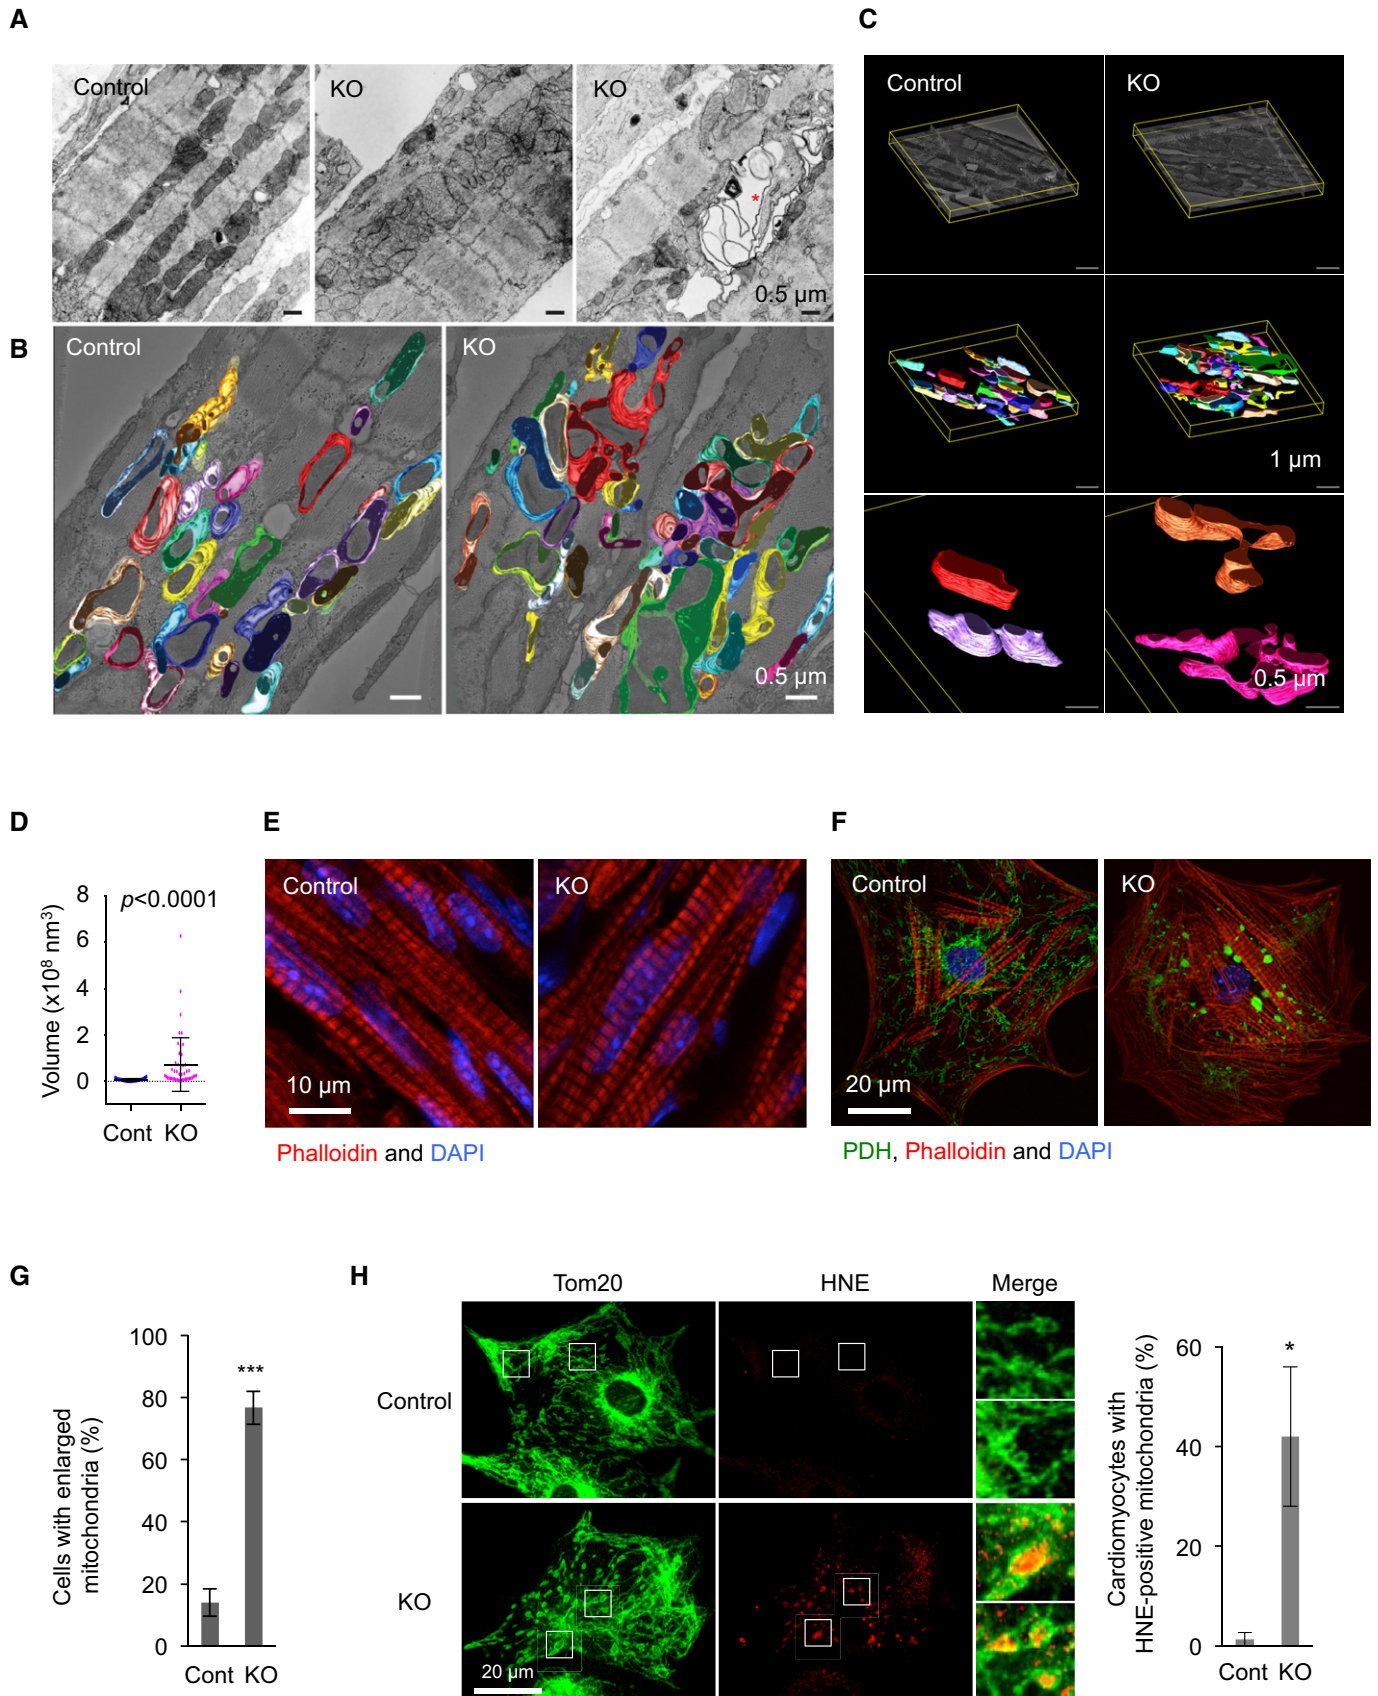 A
Control
KO
KO
*
0.5 µm
B
Control
KO
0.5 µm
C
Control
KO
1 µm
0.5 µm
D
Volume (x10⁸ nm³)
8
6
4
2
0
p<0.0001
Cont KO
E
Control
KO
10 µm
Phalloidin and DAPI
F
Control
KO
20 µm
PDH, Phalloidin and DAPI
G
Cells with enlarged
mitochondria (%)
100
80
60
40
20
0
***
Cont KO
H
Tom20
HNE
Merge
Control
KO
20 µm
Cardiomyocytes with
HNE-positive mitochondria (%)
60
40
20
0
*
Cont KO